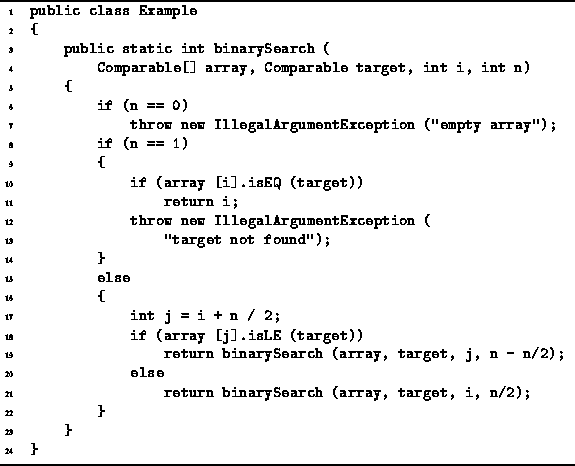 1 public class Example
2 {
3     public static int binarySearch (
4         Comparable[] array, Comparable target, int i, int n)
5     {
6         if (n == 0)
7             throw new IllegalArgumentException ("empty array");
8         if (n == 1)
9         {
10             if (array [i].isEQ (target))
11                 return i;
12             throw new IllegalArgumentException (
13                 "target not found");
14         }
15         else
16         {
17             int j = i + n / 2;
18             if (array [j].isLE (target))
19                 return binarySearch (array, target, j, n - n/2);
20             else
21                 return binarySearch (array, target, i, n/2);
22         }
23     }
24 }